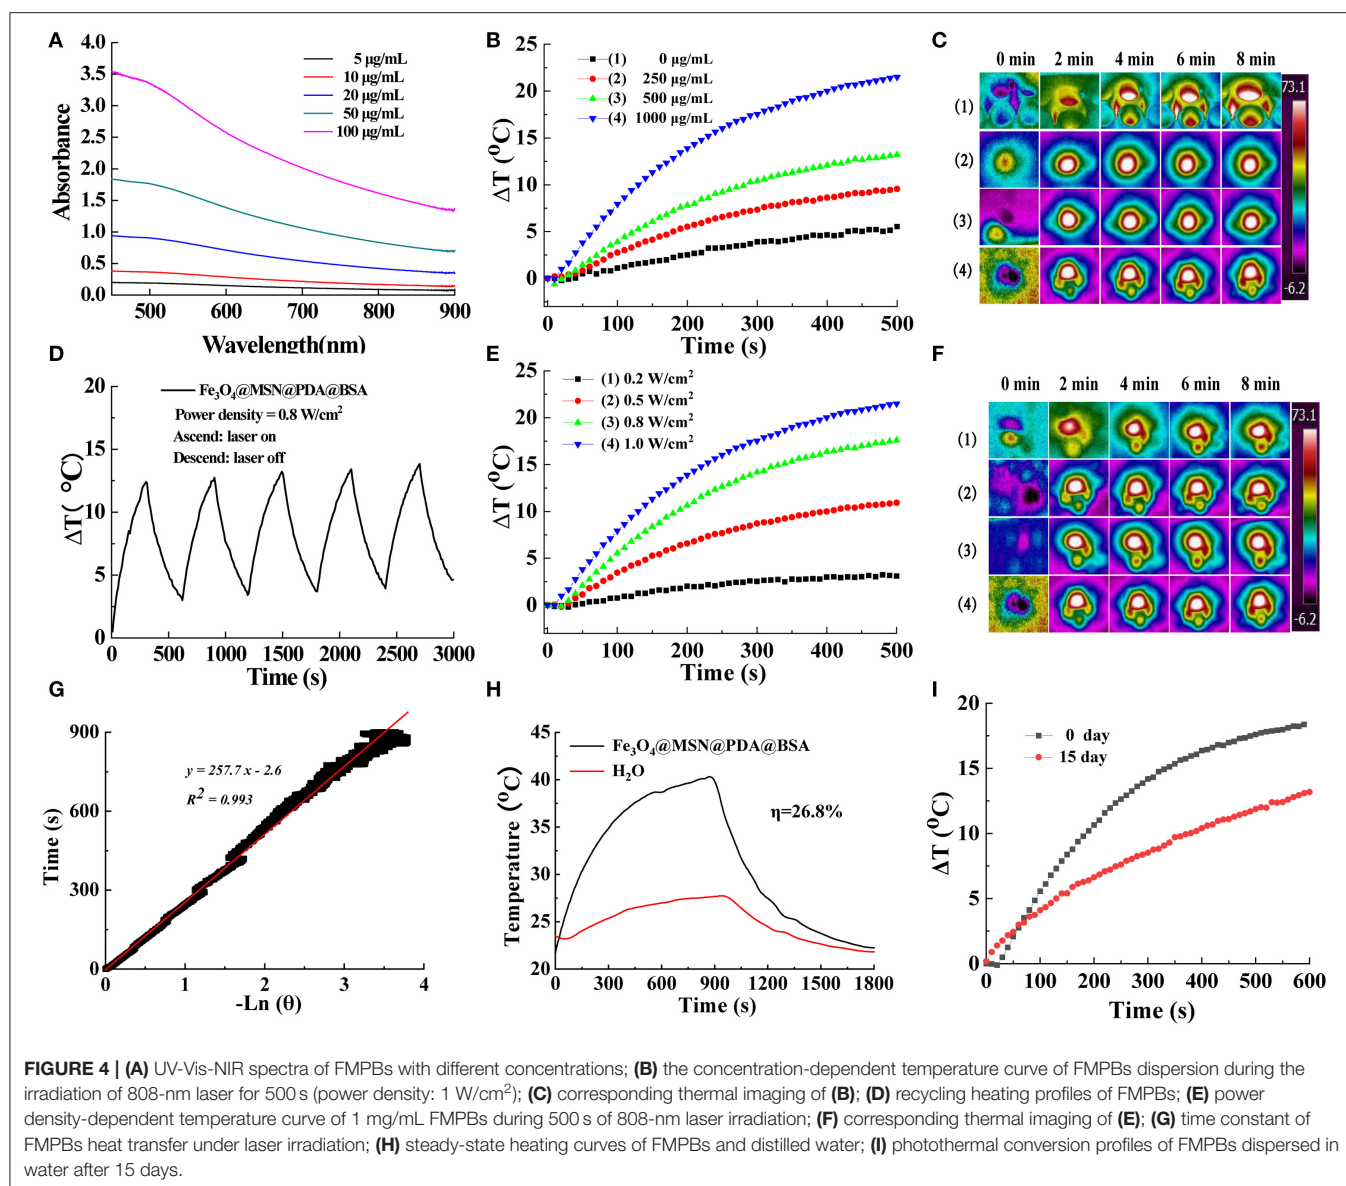 A
4.0
3.5
3.0
2.5
2.0
1.5
1.0
0.5
0.0
Absorbance
5 µg/mL
10 µg/mL
20 µg/mL
50 µg/mL
100 µg/mL
500 600 700 800 900
Wavelength(nm)
B
25
20
15
10
5
0
ΔT (⁰C)
(1) 0 µg/mL
(2) 250 µg/mL
(3) 500 µg/mL
(4) 1000 µg/mL
0 100 200 300 400 500
Time (s)
C
0 min 2 min 4 min 6 min 8 min
(1)
(2)
(3)
(4)
73.1
-6.2
D
20
15
10
5
0
ΔT( °C)
Fe₃O₄@MSN@PDA@BSA
Power density = 0.8 W/cm²
Ascend: laser on
Descend: laser off
0 500 1000 1500 2000 2500 3000
Time (s)
E
25
20
15
10
5
0
ΔT (⁰C)
(1) 0.2 W/cm²
(2) 0.5 W/cm²
(3) 0.8 W/cm²
(4) 1.0 W/cm²
0 100 200 300 400 500
Time (s)
F
0 min 2 min 4 min 6 min 8 min
(1)
(2)
(3)
(4)
73.1
-6.2
G
900
600
300
0
Time (s)
y = 257.7 x - 2.6
R² = 0.993
0 1 2 3 4
-Ln (θ)
H
45
40
35
30
25
20
Temperature (⁰C)
Fe₃O₄@MSN@PDA@BSA
H₂O
η=26.8%
0 300 600 900 1200 1500 1800
Time (s)
I
20
15
10
5
0
ΔT (⁰C)
0 day
15 day
0 100 200 300 400 500 600
Time (s)
FIGURE 4 | (A) UV-Vis-NIR spectra of FMPBs with different concentrations; (B) the concentration-dependent temperature curve of FMPBs dispersion during the
irradiation of 808-nm laser for 500 s (power density: 1 W/cm²); (C) corresponding thermal imaging of (B); (D) recycling heating profiles of FMPBs; (E) power
density-dependent temperature curve of 1 mg/mL FMPBs during 500 s of 808-nm laser irradiation; (F) corresponding thermal imaging of (E); (G) time constant of
FMPBs heat transfer under laser irradiation; (H) steady-state heating curves of FMPBs and distilled water; (I) photothermal conversion profiles of FMPBs dispersed in
water after 15 days.